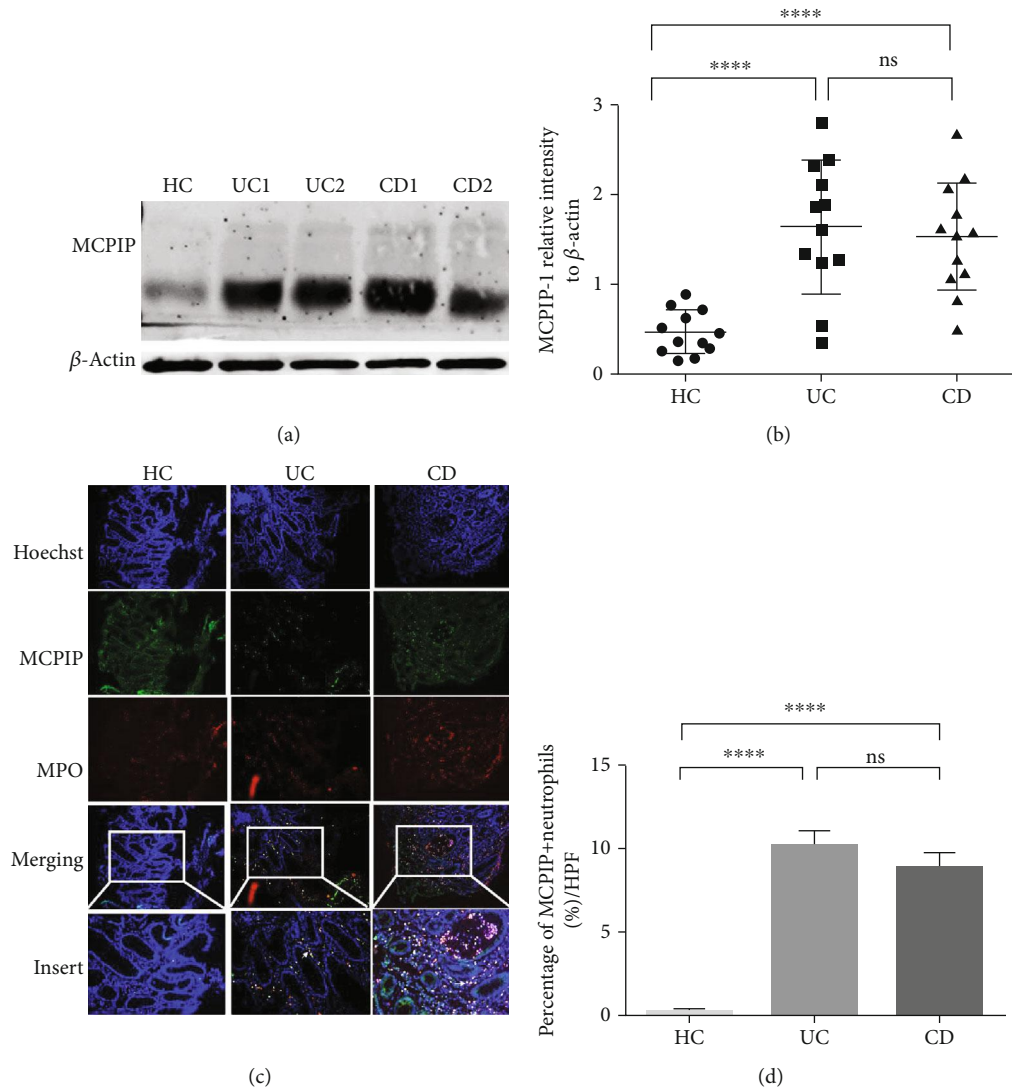 HC UC1 UC2 CD1 CD2
MCPIP
β-Actin
(a)
****
****
ns
MCPIP-1 relative intensity
to β-actin
3
2
1
0
HC UC CD
(b)
HC UC CD
Hoechst
MCPIP
MPO
Merging
Insert
(c)
****
****
ns
Percentage of MCPIP+neutrophils
(%)/HPF
15
10
5
0
HC UC CD
(d)